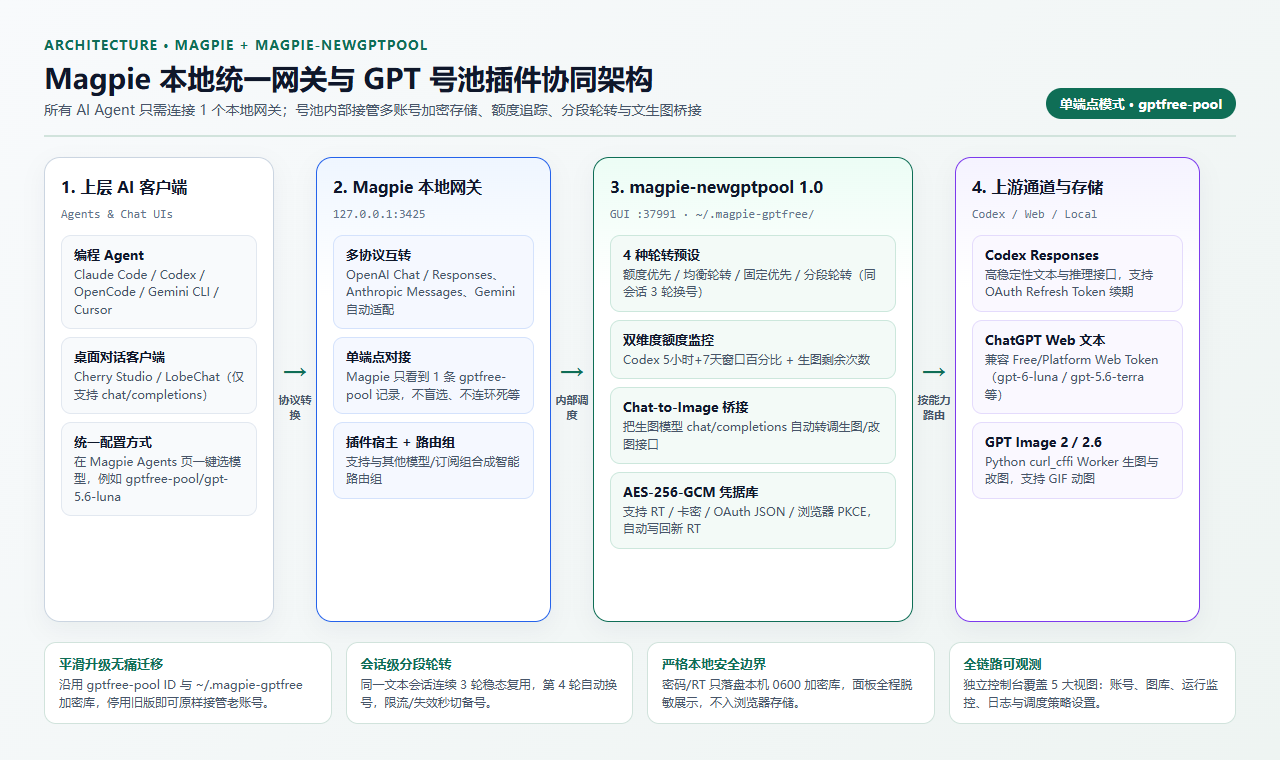 ARCHITECTURE • MAGPIE + MAGPIE-NEWGPTPOOL
Magpie 本地统一网关与 GPT 号池插件协同架构
所有 AI Agent 只需连接 1 个本地网关；号池内部接管多账号加密存储、额度追踪、分段轮转与文生图桥接
单端点模式 • gptfree-pool
1. 上层 AI 客户端
Agents & Chat UIs
编程 Agent
Claude Code / Codex /
OpenCode / Gemini CLI /
Cursor
桌面对话客户端
Cherry Studio / LobeChat（仅
支持 chat/completions）
统一配置方式
在 Magpie Agents 页一键选模
型，例如 gptfree-pool/gpt-
5.6-luna
→
协议转
换
2. Magpie 本地网关
127.0.0.1:3425
多协议互转
OpenAI Chat / Responses、
Anthropic Messages、Gemini
自动适配
单端点对接
Magpie 只看到 1 条 gptfree-
pool 记录，不盲选、不连环死等
插件宿主 + 路由组
支持与其他模型/订阅组合成智能
路由组
→
内部调
度
3. magpie-newgptpool 1.0
GUI :37991 · ~/.magpie-gptfree/
4 种轮转预设
额度优先 / 均衡轮转 / 固定优先 / 分段轮转（同
会话 3 轮换号）
双维度额度监控
Codex 5小时+7天窗口百分比 + 生图剩余次数
Chat-to-Image 桥接
把生图模型 chat/completions 自动转调生图/改
图接口
AES-256-GCM 凭据库
支持 RT / 卡密 / OAuth JSON / 浏览器 PKCE，
自动写回新 RT
→
按能力
路由
4. 上游通道与存储
Codex / Web / Local
Codex Responses
高稳定性文本与推理接口，支持
OAuth Refresh Token 续期
ChatGPT Web 文本
兼容 Free/Platform Web Token
（gpt-6-luna / gpt-5.6-terra
等）
GPT Image 2 / 2.6
Python curl_cffi Worker 生图与
改图，支持 GIF 动图
平滑升级无痛迁移
沿用 gptfree-pool ID 与 ~/.magpie-gptfree
加密库，停用旧版即可原样接管老账号。
会话级分段轮转
同一文本会话连续 3 轮稳态复用，第 4 轮自动换
号，限流/失效秒切备号。
严格本地安全边界
密码/RT 只落盘本机 0600 加密库，面板全程脱
敏展示，不入浏览器存储。
全链路可观测
独立控制台覆盖 5 大视图：账号、图库、运行监
控、日志与调度策略设置。